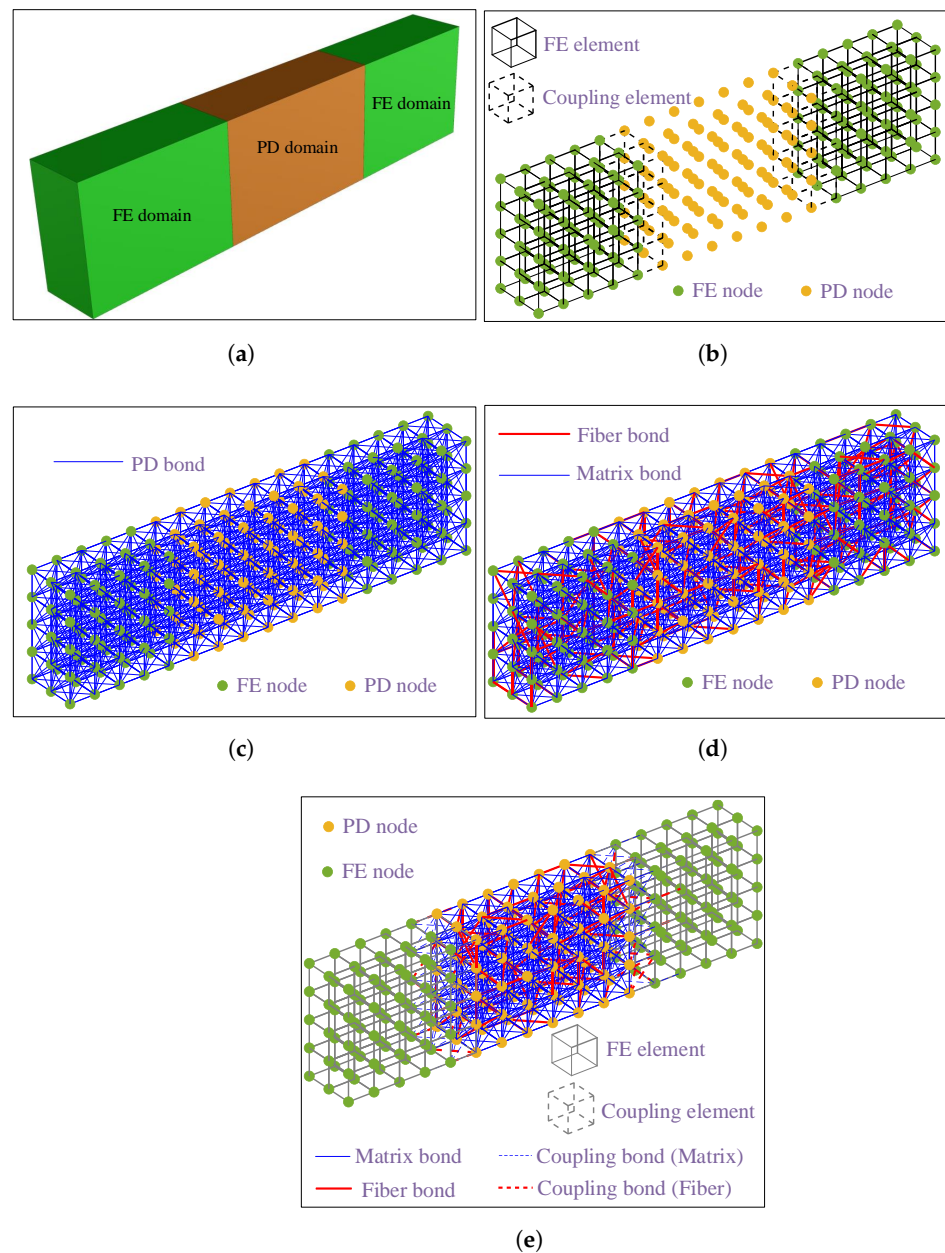 FE domain
PD domain
FE domain
(a)
FE element
Coupling element
FE node
PD node
(b)
PD bond
FE node
PD node
(c)
Fiber bond
Matrix bond
FE node
PD node
(d)
PD node
FE node
FE element
Coupling element
Matrix bond
Coupling bond (Matrix)
Fiber bond
Coupling bond (Fiber)
(e)